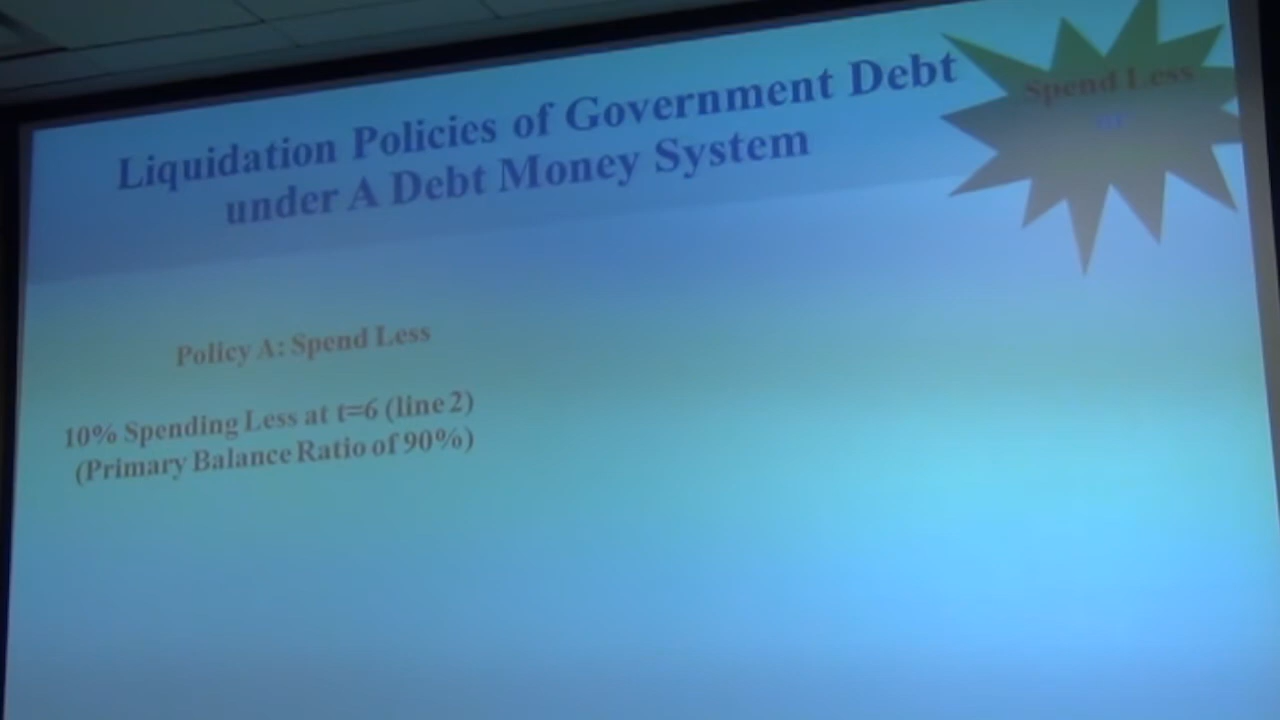 Liquidation Policies of Government Debt
under A Debt Money System
Spend Less
Policy A: Spend Less
10% Spending Less at t=6 (line 2)
(Primary Balance Ratio of 90%)